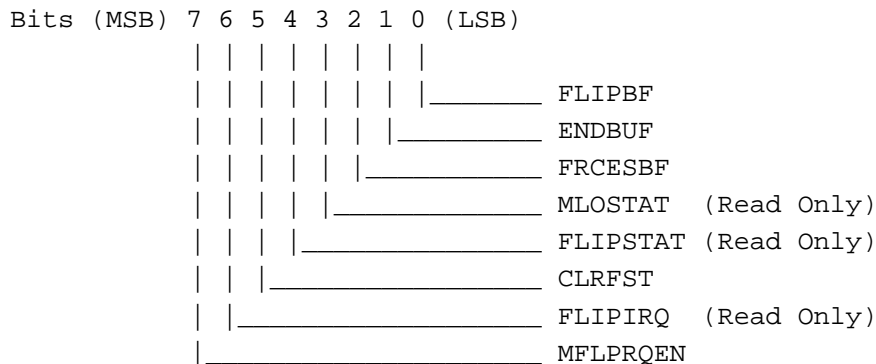 Bits (MSB) 7 6 5 4 3 2 1 0 (LSB)
FLIPBF
ENDBUF
FRCESBF
MLOSTAT (Read Only)
FLIPSTAT (Read Only)
CLRFST
FLIPIRQ (Read Only)
MFLPRQEN